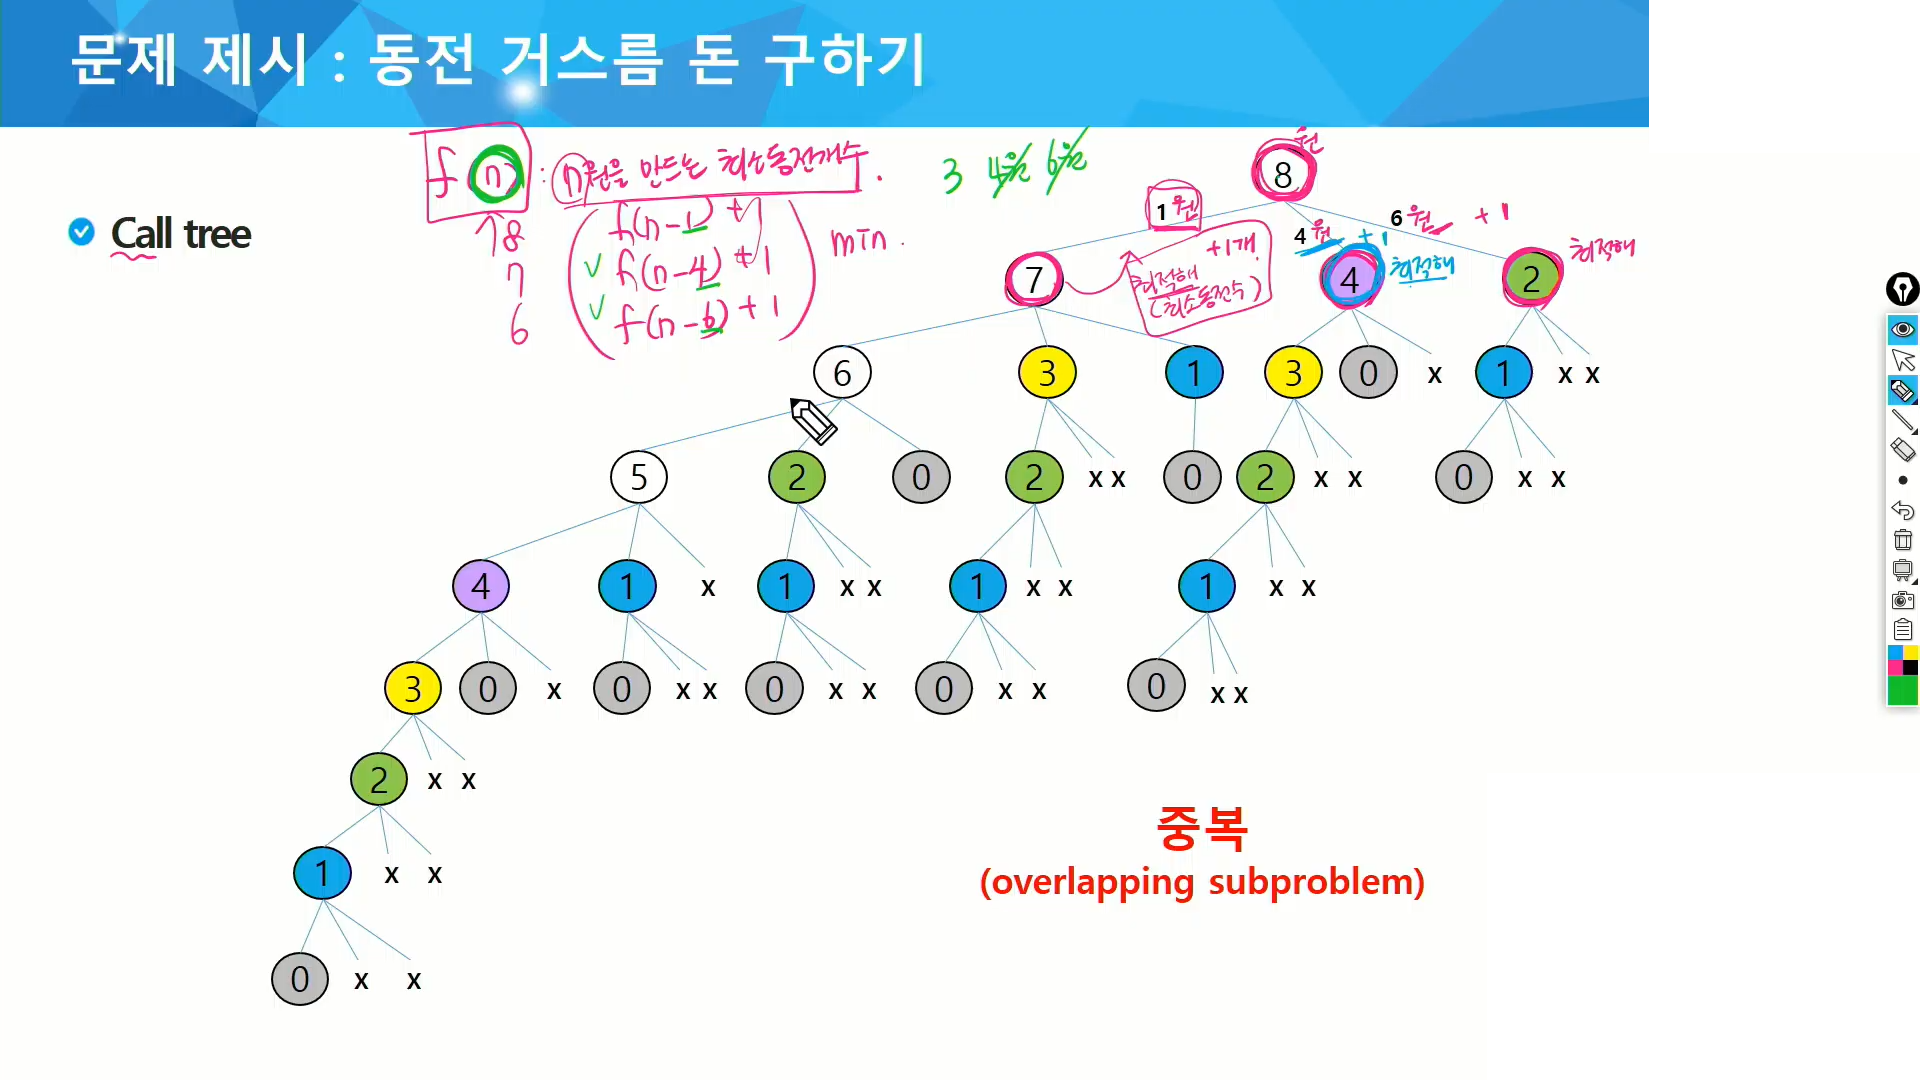 문제 제시 : 동전 거스름 돈 구하기
f(n) : n원을 만드는 최소동전개수.
3 4원 6원
8 원
Call tree
1원 4원 +1 6원 +1
8 f(n-1) +1
7 f(n-4) +1 min.
6 f(n-6) +1
7 +1개 4 최적해 2 최적해
최적해
(최소동전수)
6 3 1 3 0 x 1 x x
5 2 0 2 x x 0 2 x x 0 x x
4 1 x 1 x x 1 x x 1 x x
3 0 x 0 x x 0 x x 0 x x 0 x x
2 x x
중복
1 x x
(overlapping subproblem)
0 x x